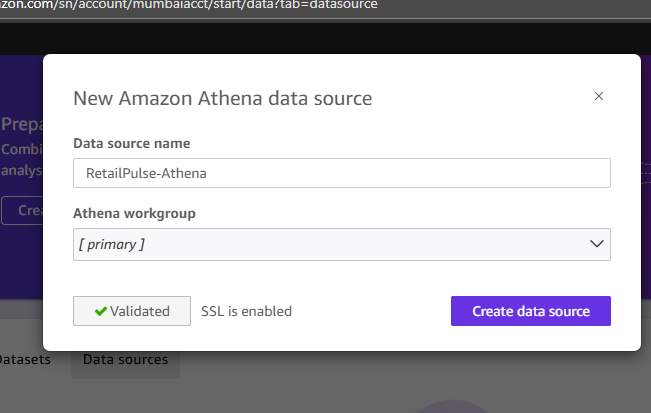 azon.com/sn/account/mumbaiacct/start/data?tab=datasource
New Amazon Athena data source
Prepa
Combi
analys
Crea
Data source name
RetailPulse-Athena
Athena workgroup
[ primary ]
Validated SSL is enabled Create data source
Datasets Data sources